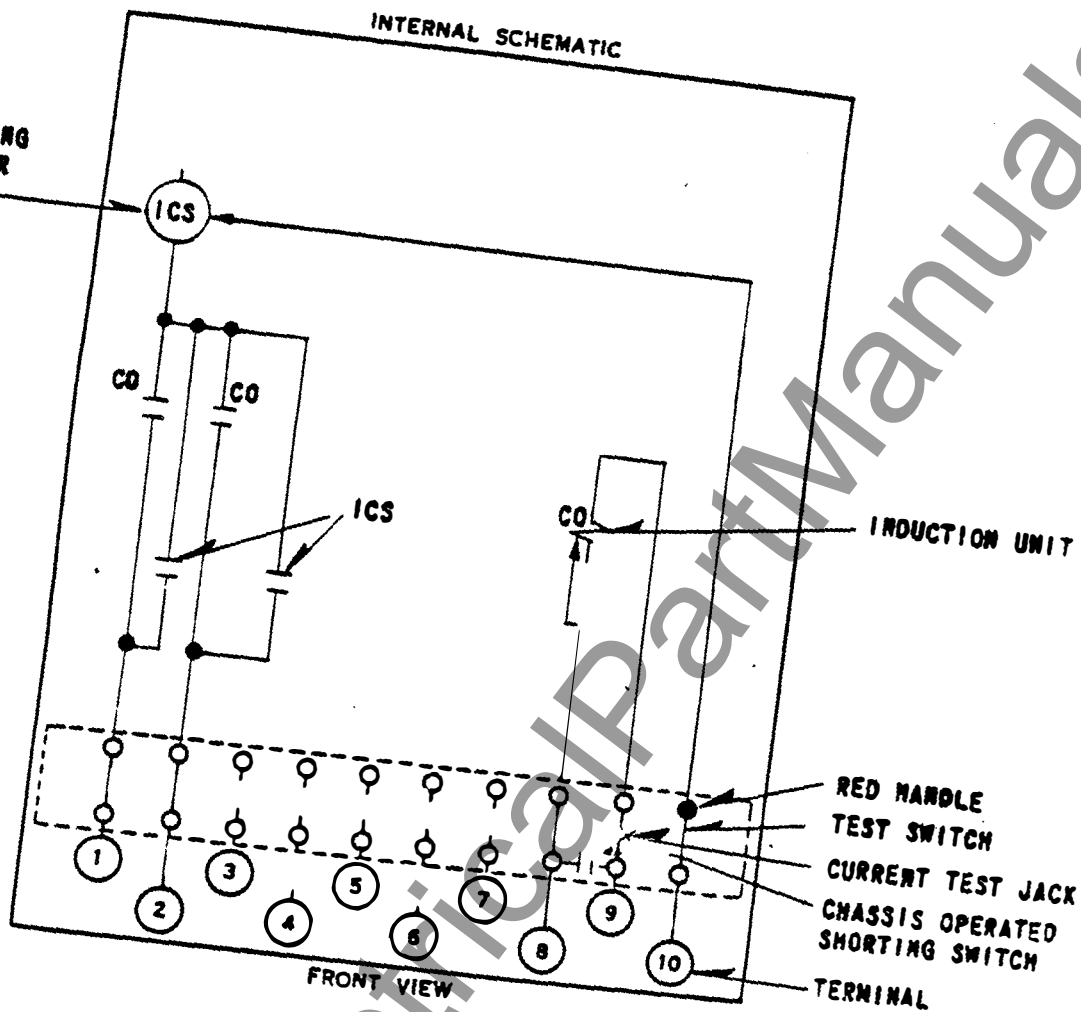 INTERNAL SCHEMATIC
ICS
CO
CO
ICS
CO
INDUCTION UNIT
RED HANDLE
TEST SWITCH
CURRENT TEST JACK
CHASSIS OPERATED
SHORTING SWITCH
TERMINAL
1
2
3
4
5
6
7
8
9
10
FRONT VIEW